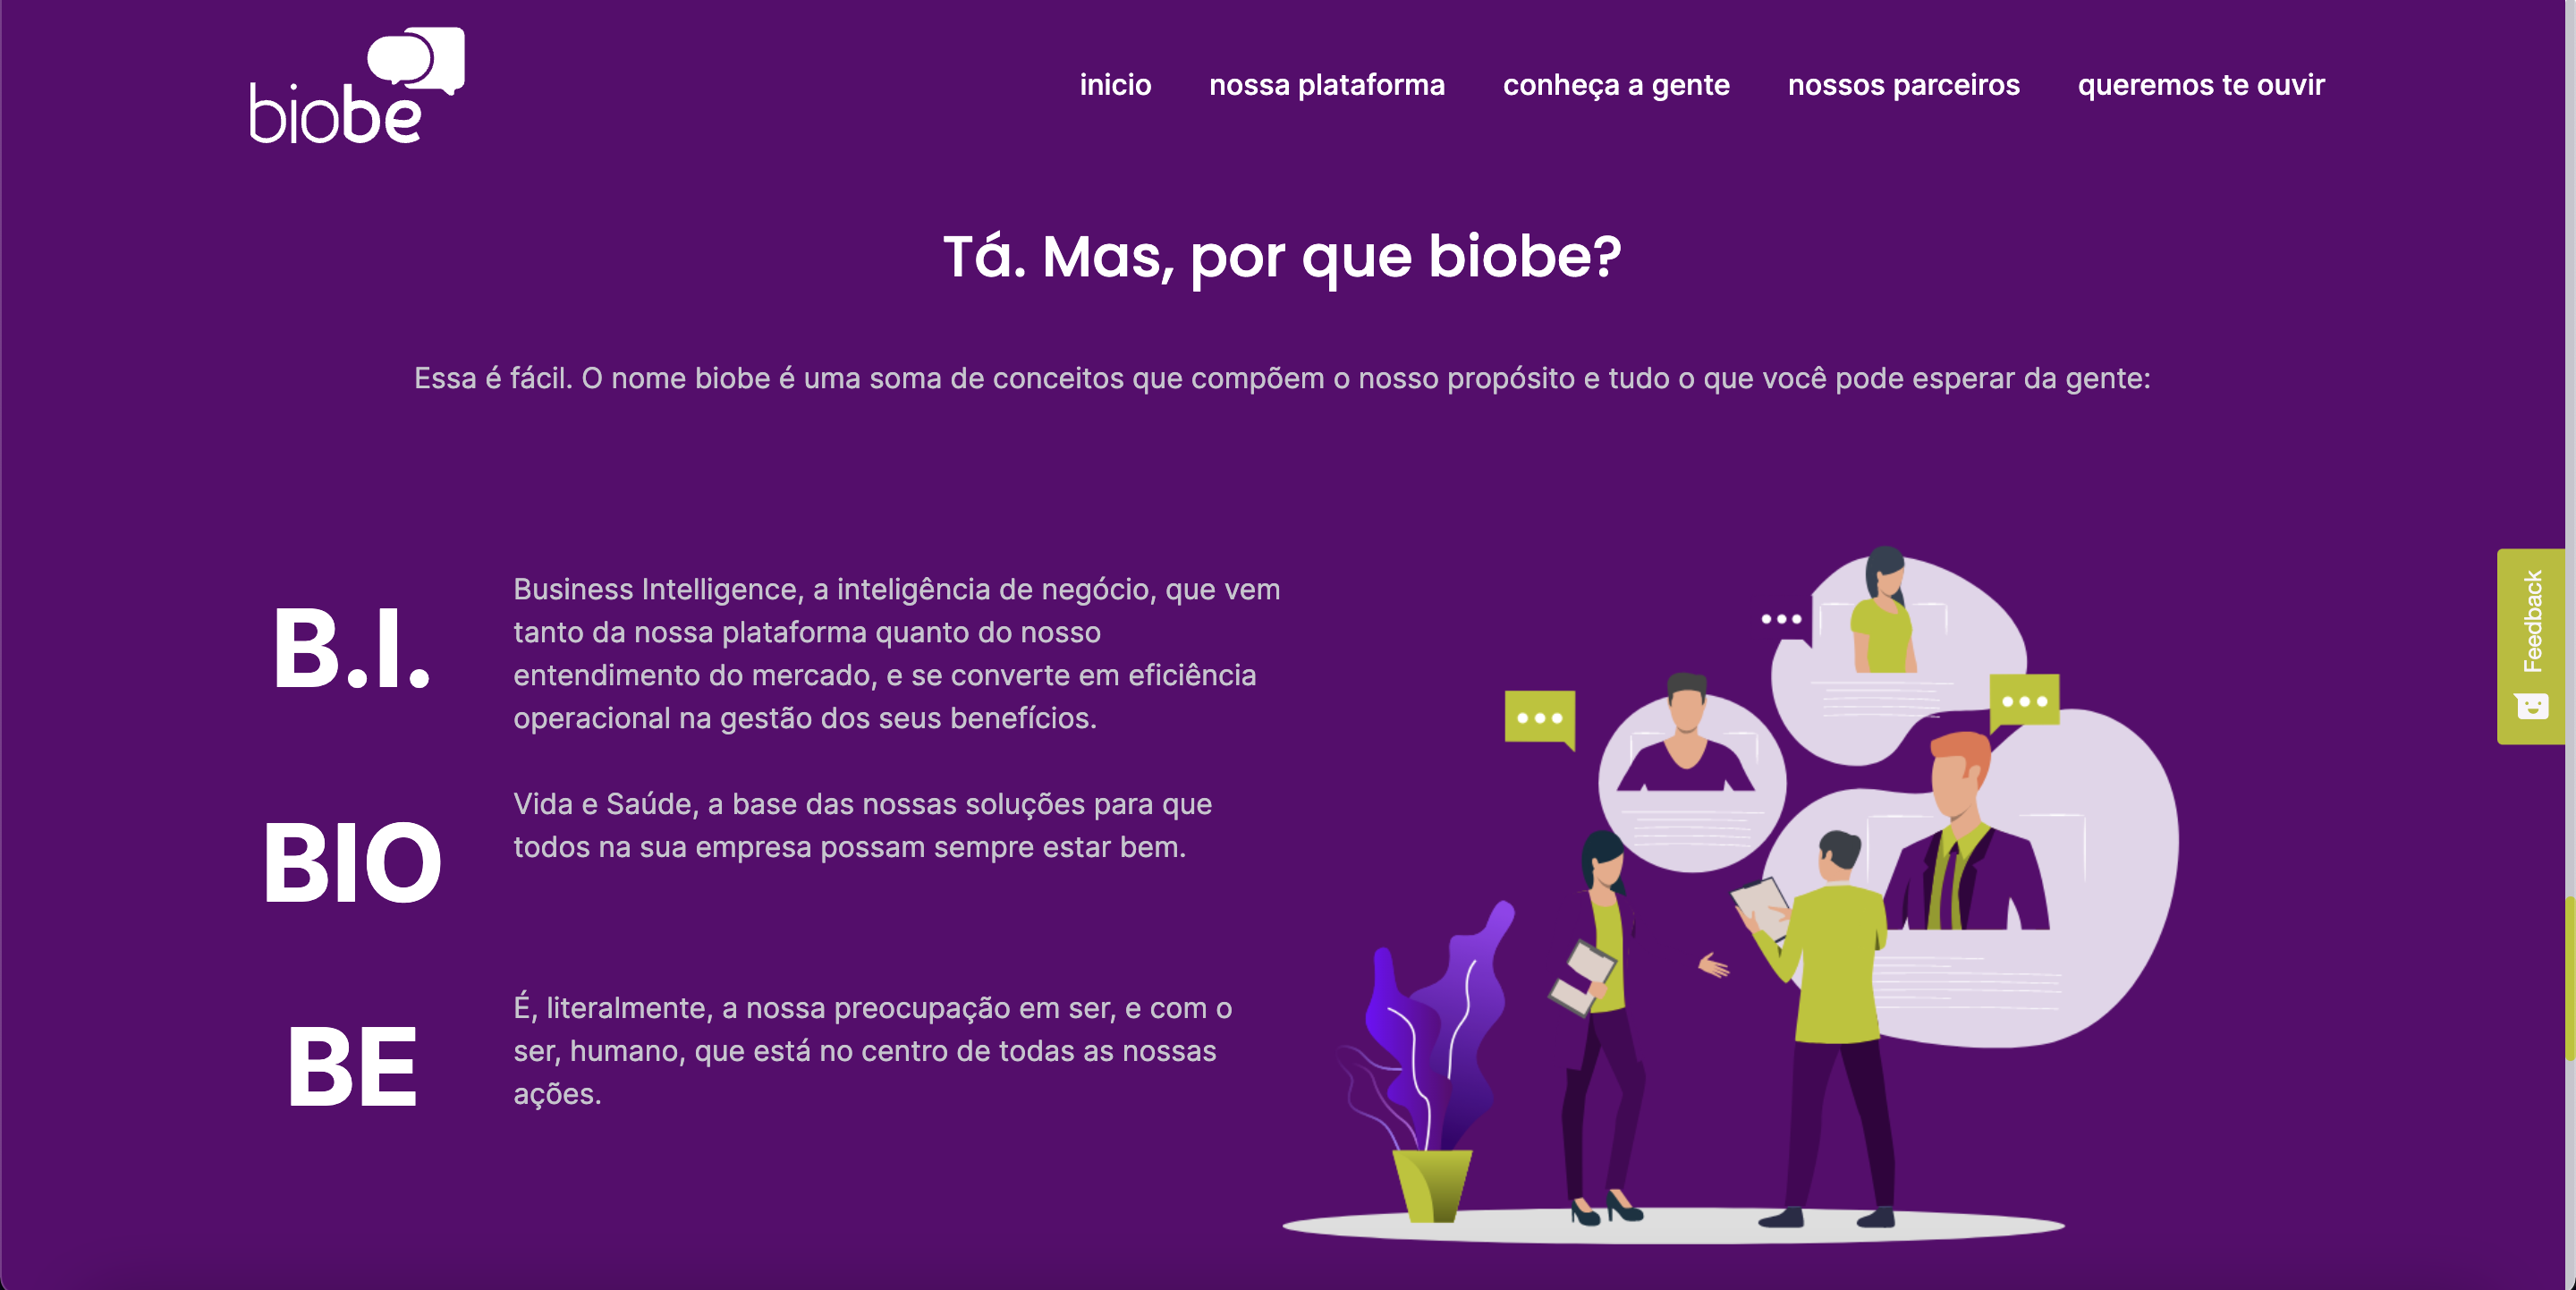 biobe
inicio nossa plataforma conheça a gente nossos parceiros queremos te ouvir
Tá. Mas, por que biobe?
Essa é fácil. O nome biobe é uma soma de conceitos que compõem o nosso propósito e tudo o que você pode esperar da gente:
B.I.
Business Intelligence, a inteligência de negócio, que vem
tanto da nossa plataforma quanto do nosso
entendimento do mercado, e se converte em eficiência
operacional na gestão dos seus benefícios.
BIO
Vida e Saúde, a base das nossas soluções para que
todos na sua empresa possam sempre estar bem.
BE
É, literalmente, a nossa preocupação em ser, e com o
ser, humano, que está no centro de todas as nossas
ações.
Feedback